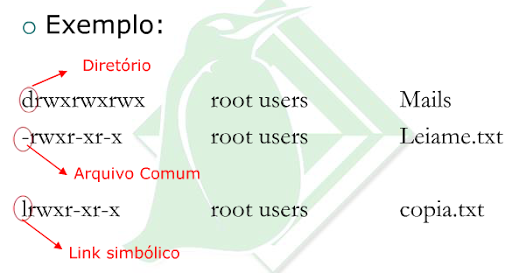 Exemplo:
Diretório
drwxrwxrwx root users Mails
-rwxr-xr-x root users Leiame.txt
Arquivo Comum
lrwxr-xr-x root users copia.txt
Link simbólico